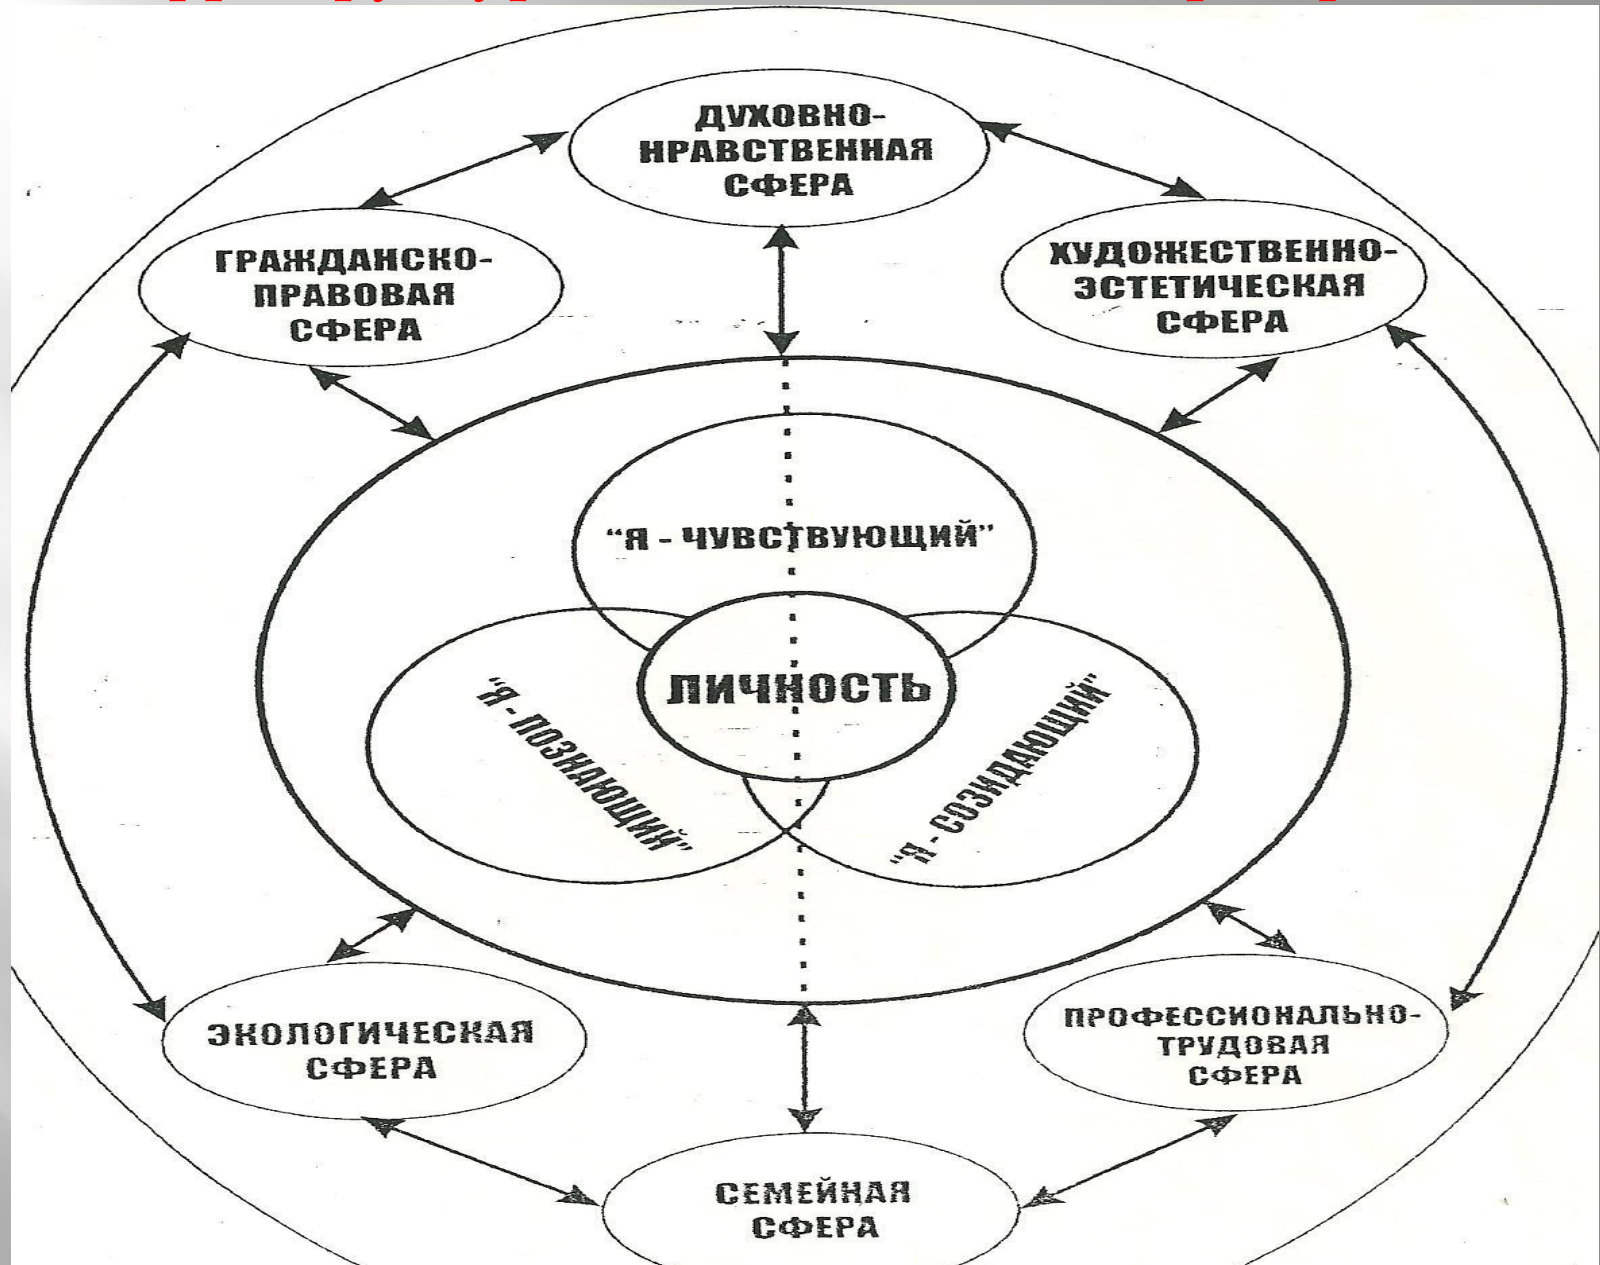 ДУХОВНО-
НРАВСТВЕННАЯ
СФЕРА
ГРАЖДАНСКО-
ПРАВОВАЯ
СФЕРА
ХУДОЖЕСТВЕННО-
ЭСТЕТИЧЕСКАЯ
СФЕРА
“Я - ЧУВСТВУЮЩИЙ”
ЛИЧНОСТЬ
“Я - ПОЗНАЮЩИЙ”
“Я - СОЗИДАЮЩИЙ”
ЭКОЛОГИЧЕСКАЯ
СФЕРА
ПРОФЕССИОНАЛЬНО-
ТРУДОВАЯ
СФЕРА
СЕМЕЙНАЯ
СФЕРА